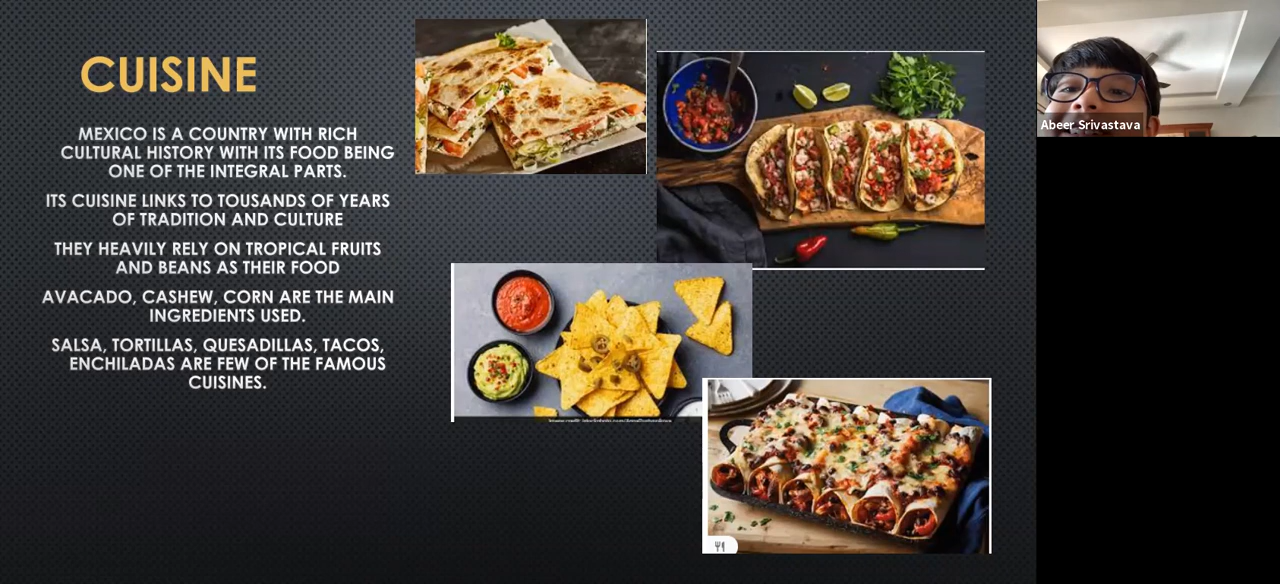 CUISINE
MEXICO IS A COUNTRY WITH RICH
CULTURAL HISTORY WITH ITS FOOD BEING
ONE OF THE INTEGRAL PARTS.
ITS CUISINE LINKS TO TOUSANDS OF YEARS
OF TRADITION AND CULTURE
THEY HEAVILY RELY ON TROPICAL FRUITS
AND BEANS AS THEIR FOOD
AVACADO, CASHEW, CORN ARE THE MAIN
INGREDIENTS USED.
SALSA, TORTILLAS, QUESADILLAS, TACOS,
ENCHILADAS ARE FEW OF THE FAMOUS
CUISINES.
Abeer Srivastava